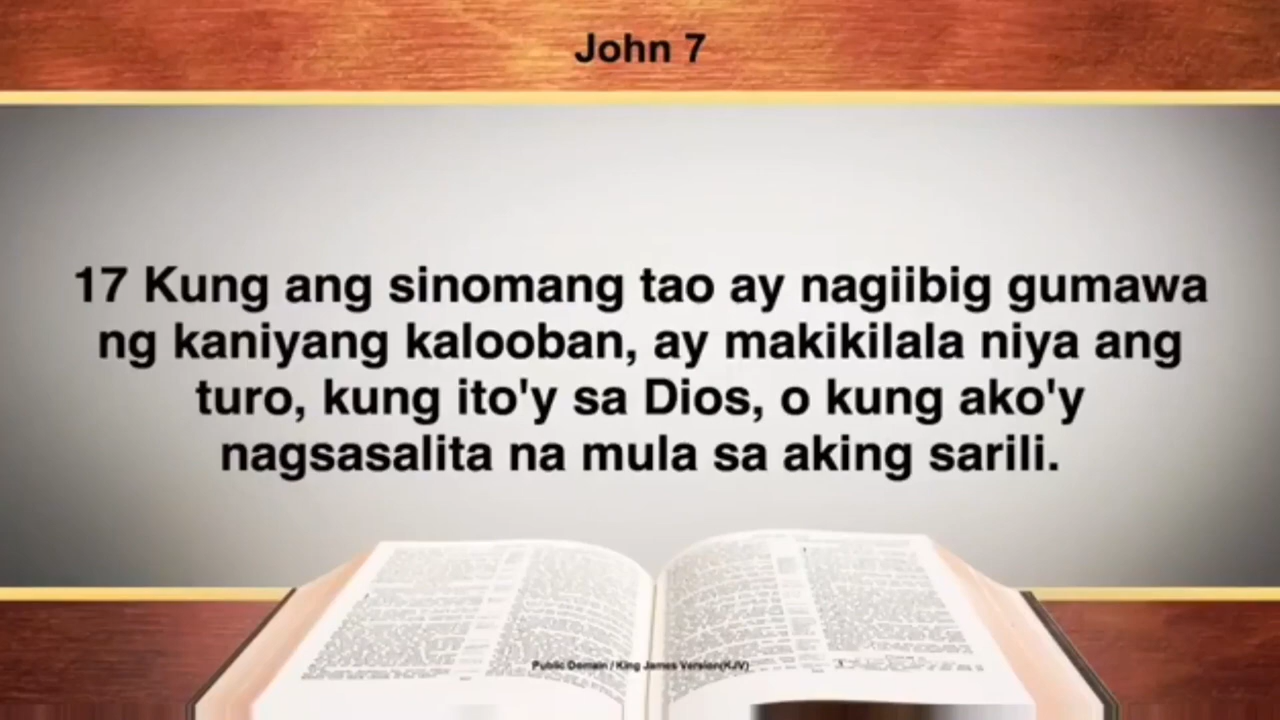 John 7
17 Kung ang sinomang tao ay nagiibig gumawa
ng kaniyang kalooban, ay makikilala niya ang
turo, kung ito'y sa Dios, o kung ako'y
nagsasalita na mula sa aking sarili.
Public Domain / King James Version(KJV)